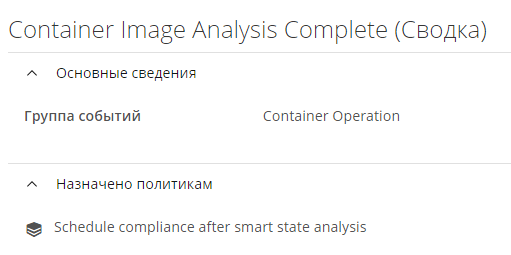 Container Image Analysis Complete (Сводка)
Основные сведения
Группа событий Container Operation
Назначено политикам
Schedule compliance after smart state analysis